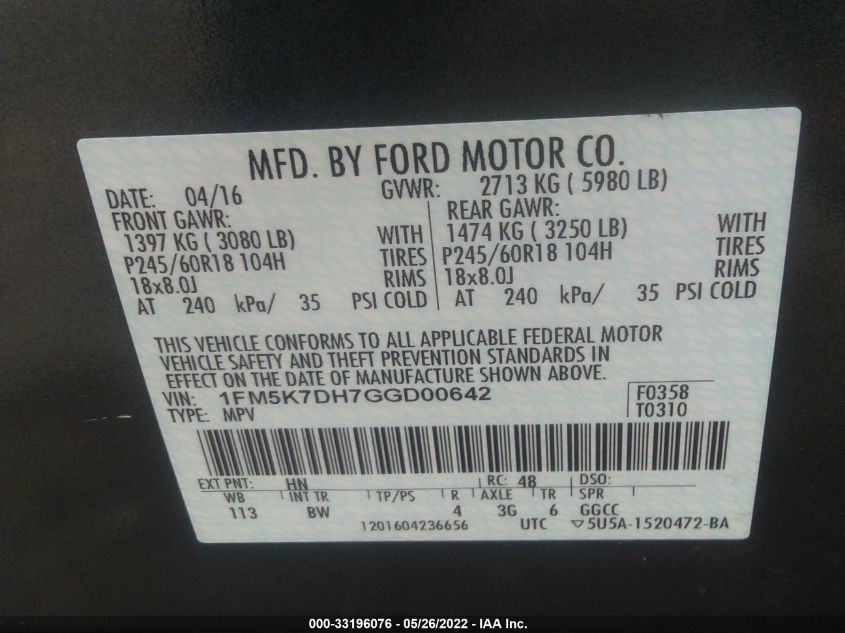 MFD. BY FORD MOTOR CO.
DATE: 04/16 GVWR: 2713 KG ( 5980 LB)
FRONT GAWR: REAR GAWR:
1397 KG ( 3080 LB) WITH 1474 KG ( 3250 LB) WITH
P245/60R18 104H TIRES P245/60R18 104H TIRES
18x8.0J RIMS 18x8.0J RIMS
AT 240 kPa/ 35 PSI COLD AT 240 kPa/ 35 PSI COLD
THIS VEHICLE CONFORMS TO ALL APPLICABLE FEDERAL MOTOR
VEHICLE SAFETY AND THEFT PREVENTION STANDARDS IN
EFFECT ON THE DATE OF MANUFACTURE SHOWN ABOVE.
VIN: 1FM5K7DH7GGD00642 F0358
TYPE: MPV T0310
EXT PNT: HN RC: 48 DSO:
WB INT TR TP/PS R AXLE TR SPR
113 BW 4 3G 6 GGCC
1201604236656 UTC ▽5U5A-1520472-BA
000-33196076 - 05/26/2022 - IAA Inc.